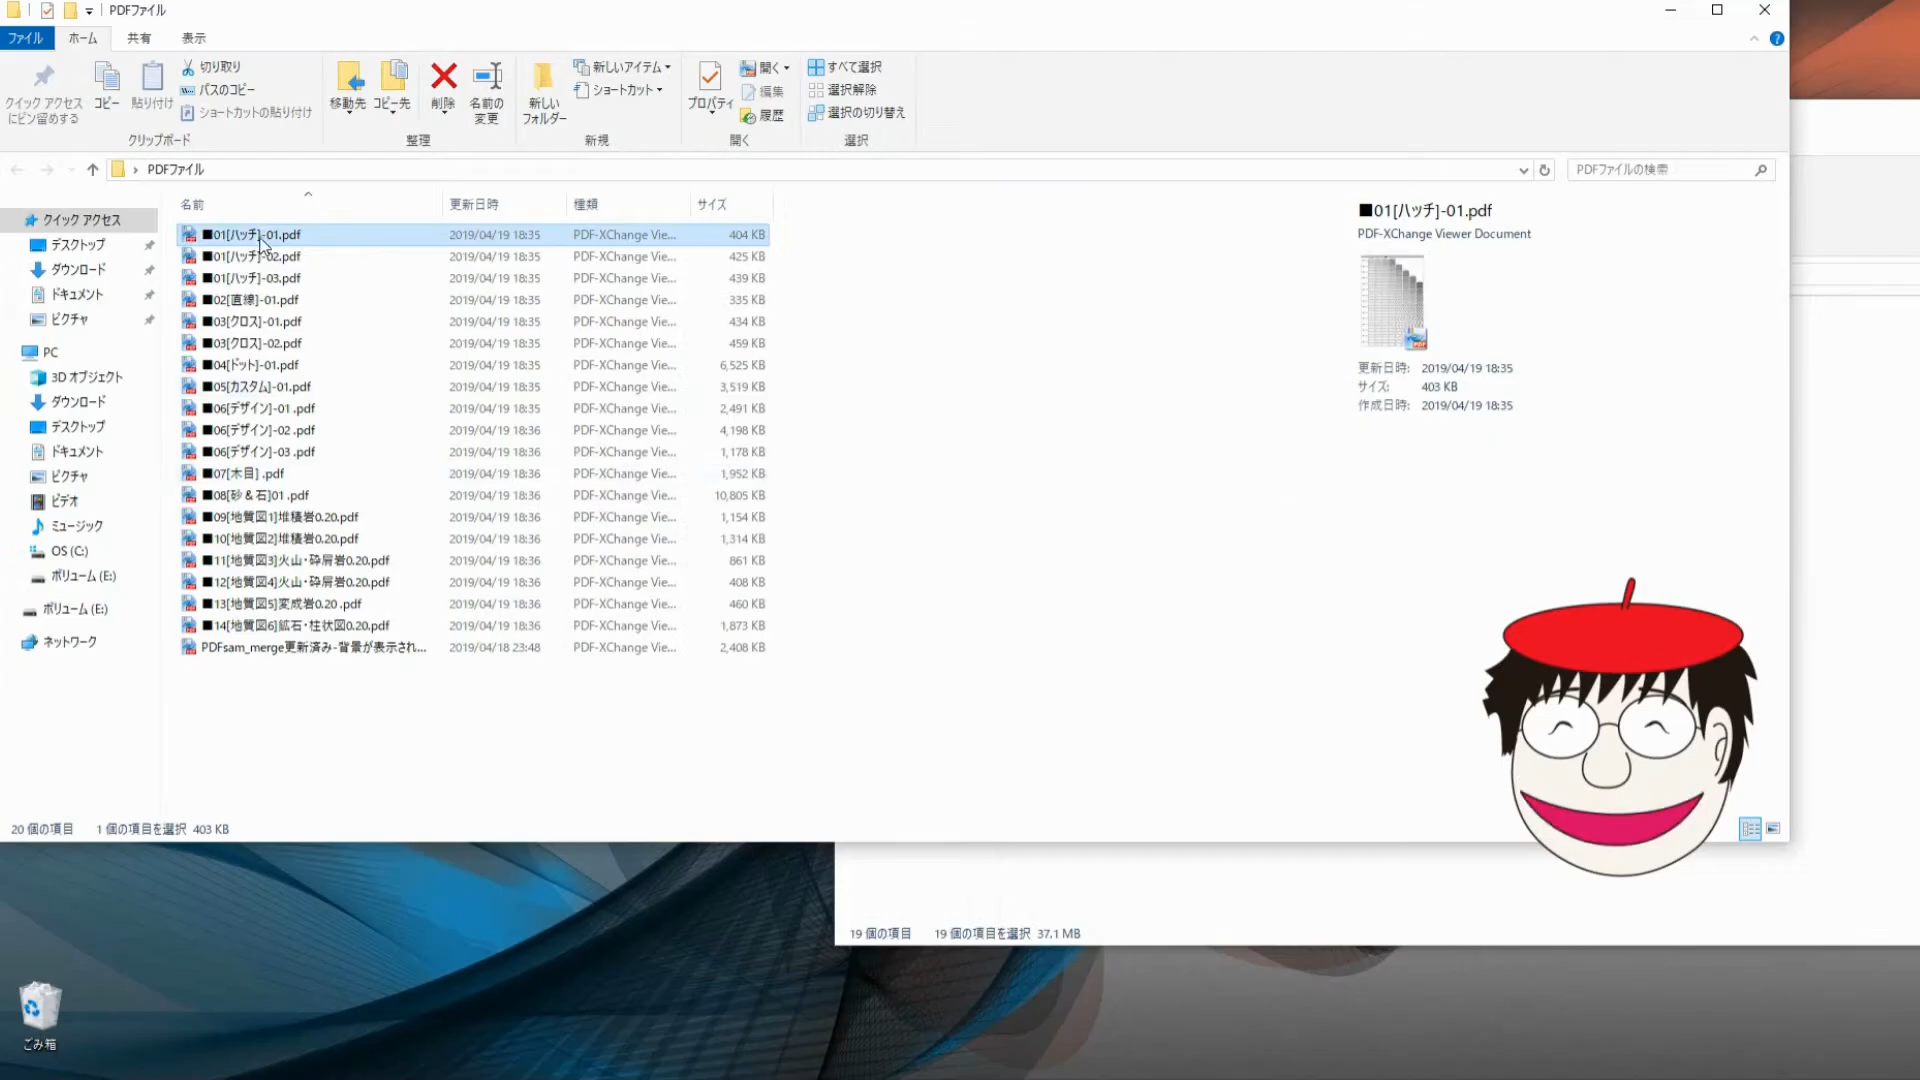 PDFファイル
ファイル ホーム 共有 表示
クイック アクセス
にピン留めする
コピー
貼り付け
切り取り
パスのコピー
ショートカットの貼り付け
クリップボード
移動先
コピー先
削除
名前の
変更
整理
新しい
フォルダー
新しいアイテム
ショートカット
新規
プロパティ
開く
編集
履歴
開く
すべて選択
選択解除
選択の切り替え
選択
PDFファイル
PDFファイルの検索
クイック アクセス
デスクトップ
ダウンロード
ドキュメント
ピクチャ
PC
3D オブジェクト
ダウンロード
デスクトップ
ドキュメント
ピクチャ
ビデオ
ミュージック
OS (C:)
ボリューム (E:)
ボリューム (E:)
ネットワーク
名前 更新日時 種類 サイズ
■01[ハッチ]-01.pdf 2019/04/19 18:35 PDF-XChange Vie... 404 KB
■01[ハッチ]-02.pdf 2019/04/19 18:35 PDF-XChange Vie... 425 KB
■01[ハッチ]-03.pdf 2019/04/19 18:35 PDF-XChange Vie... 439 KB
■02[直線]-01.pdf 2019/04/19 18:35 PDF-XChange Vie... 335 KB
■03[クロス]-01.pdf 2019/04/19 18:35 PDF-XChange Vie... 434 KB
■03[クロス]-02.pdf 2019/04/19 18:35 PDF-XChange Vie... 459 KB
■04[ドット]-01.pdf 2019/04/19 18:35 PDF-XChange Vie... 6,525 KB
■05[カスタム]-01.pdf 2019/04/19 18:35 PDF-XChange Vie... 3,519 KB
■06[デザイン]-01 .pdf 2019/04/19 18:35 PDF-XChange Vie... 2,491 KB
■06[デザイン]-02 .pdf 2019/04/19 18:35 PDF-XChange Vie... 4,198 KB
■06[デザイン]-03 .pdf 2019/04/19 18:36 PDF-XChange Vie... 1,178 KB
■07[木目] .pdf 2019/04/19 18:36 PDF-XChange Vie... 1,952 KB
■08[砂＆石]01 .pdf 2019/04/19 18:36 PDF-XChange Vie... 10,805 KB
■09[地質図1]堆積岩0.20.pdf 2019/04/19 18:36 PDF-XChange Vie... 1,154 KB
■10[地質図2]堆積岩0.20.pdf 2019/04/19 18:36 PDF-XChange Vie... 1,314 KB
■11[地質図3]火山・砕屑岩0.20.pdf 2019/04/19 18:36 PDF-XChange Vie... 861 KB
■12[地質図4]火山・砕屑岩0.20.pdf 2019/04/19 18:36 PDF-XChange Vie... 408 KB
■13[地質図5]変成岩0.20 .pdf 2019/04/19 18:36 PDF-XChange Vie... 460 KB
■14[地質図6]鉱石・柱状図0.20.pdf 2019/04/19 18:36 PDF-XChange Vie... 1,873 KB
PDFsam_merge更新済み-背景が表示され... 2019/04/18 23:48 PDF-XChange Vie... 2,408 KB
■01[ハッチ]-01.pdf
PDF-XChange Viewer Document
更新日時: 2019/04/19 18:35
サイズ: 403 KB
作成日時: 2019/04/19 18:35
20 個の項目 1 個の項目を選択 403 KB
19 個の項目 19 個の項目を選択 37.1 MB
ごみ箱